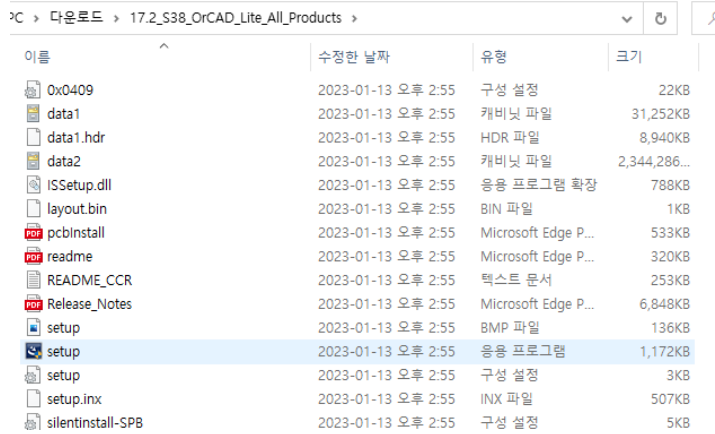 PC > 다운로드 > 17.2_S38_OrCAD_Lite_All_Products >
이름 수정한 날짜 유형 크기
0x0409 2023-01-13 오후 2:55 구성 설정 22KB
data1 2023-01-13 오후 2:55 캐비닛 파일 31,252KB
data1.hdr 2023-01-13 오후 2:55 HDR 파일 8,940KB
data2 2023-01-13 오후 2:55 캐비닛 파일 2,344,286...
ISSetup.dll 2023-01-13 오후 2:55 응용 프로그램 확장 788KB
layout.bin 2023-01-13 오후 2:55 BIN 파일 1KB
PDF pcbInstall 2023-01-13 오후 2:55 Microsoft Edge P... 533KB
PDF readme 2023-01-13 오후 2:55 Microsoft Edge P... 320KB
README_CCR 2023-01-13 오후 2:55 텍스트 문서 253KB
PDF Release_Notes 2023-01-13 오후 2:55 Microsoft Edge P... 6,848KB
setup 2023-01-13 오후 2:55 BMP 파일 136KB
setup 2023-01-13 오후 2:55 응용 프로그램 1,172KB
setup 2023-01-13 오후 2:55 구성 설정 3KB
setup.inx 2023-01-13 오후 2:55 INX 파일 507KB
silentinstall-SPB 2023-01-13 오후 2:55 구성 설정 5KB